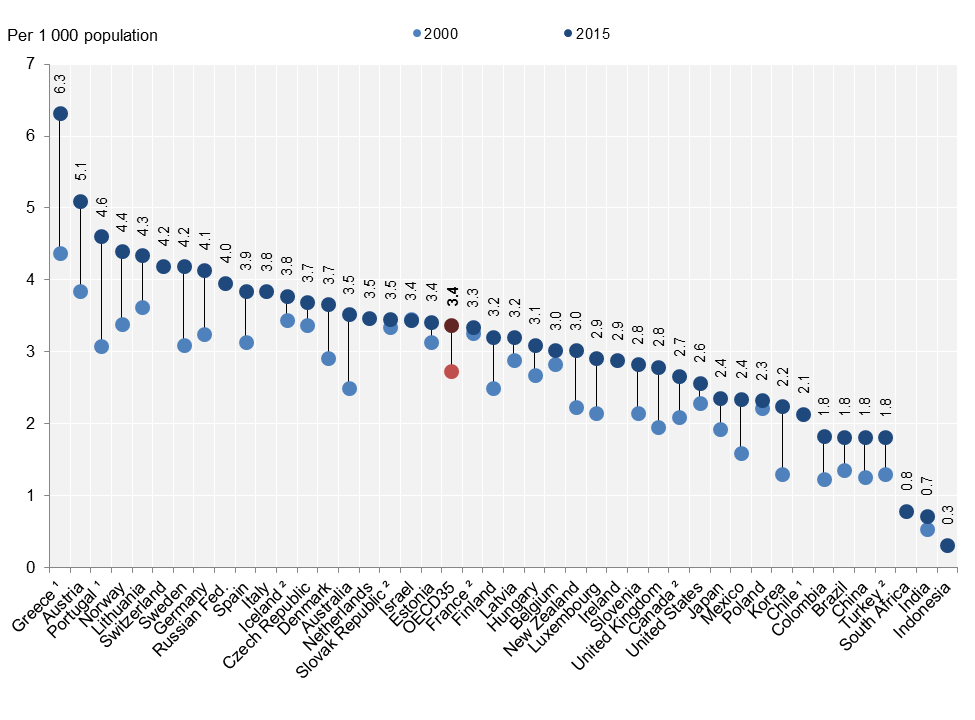 Per 1 000 population
2000
2015
7
6
5
4
3
2
1
0
6.3
5.1
4.6
4.4
4.3
4.2
4.2
4.1
4.0
3.9
3.8
3.8
3.7
3.7
3.5
3.5
3.5
3.4
3.4
3.4
3.3
3.2
3.2
3.1
3.0
3.0
2.9
2.9
2.8
2.8
2.7
2.6
2.4
2.4
2.3
2.2
2.1
1.8
1.8
1.8
1.8
0.8
0.7
0.3
Greece ¹
Austria
Portugal ¹
Norway
Lithuania
Switzerland
Sweden
Germany
Russian Fed.
Spain
Italy
Iceland ²
Czech Republic
Denmark
Australia
Netherlands
Slovak Republic ²
Israel
Estonia
OECD35
France ²
Finland
Latvia
Hungary
Belgium
New Zealand
Luxembourg
Ireland
Slovenia
United Kingdom
Canada ²
United States
Japan
Mexico
Poland
Korea
Chile ¹
Colombia
Brazil
China
Turkey ²
South Africa
India
Indonesia